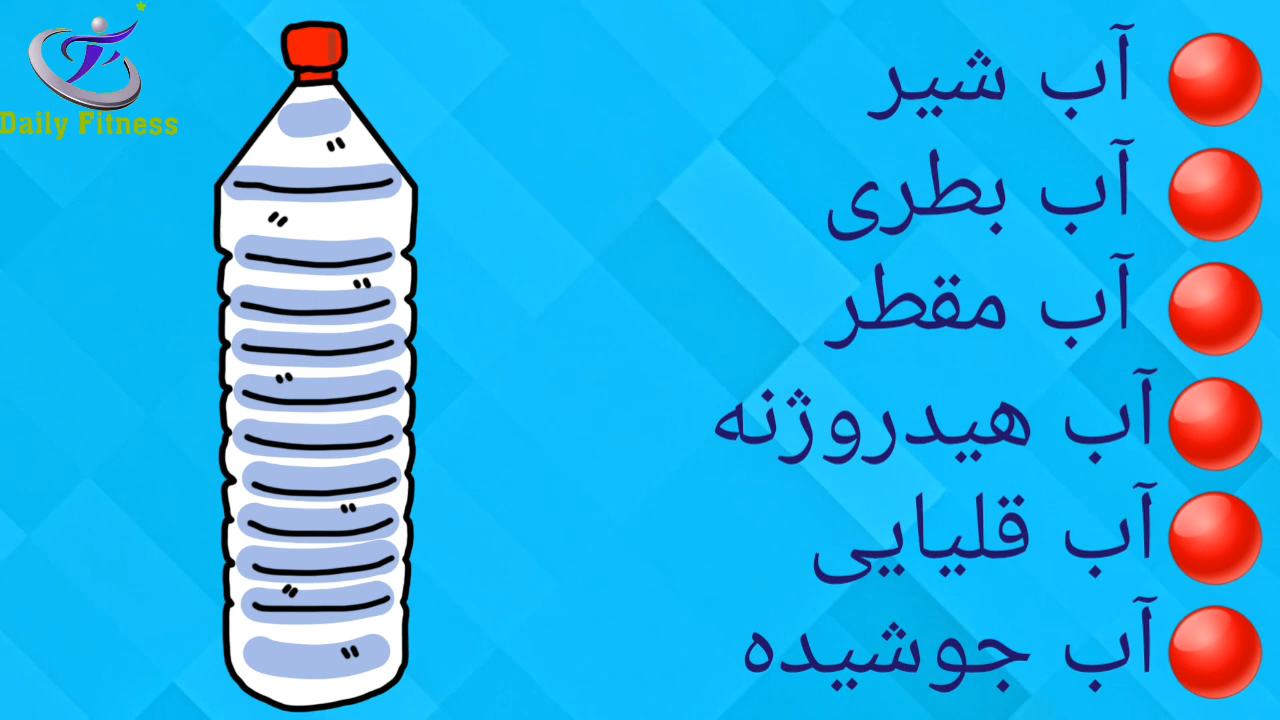 Daily Fitness
آب شیر
آب بطری
آب مقطر
آب هیدروژنه
آب قلیایی
آب جوشیده